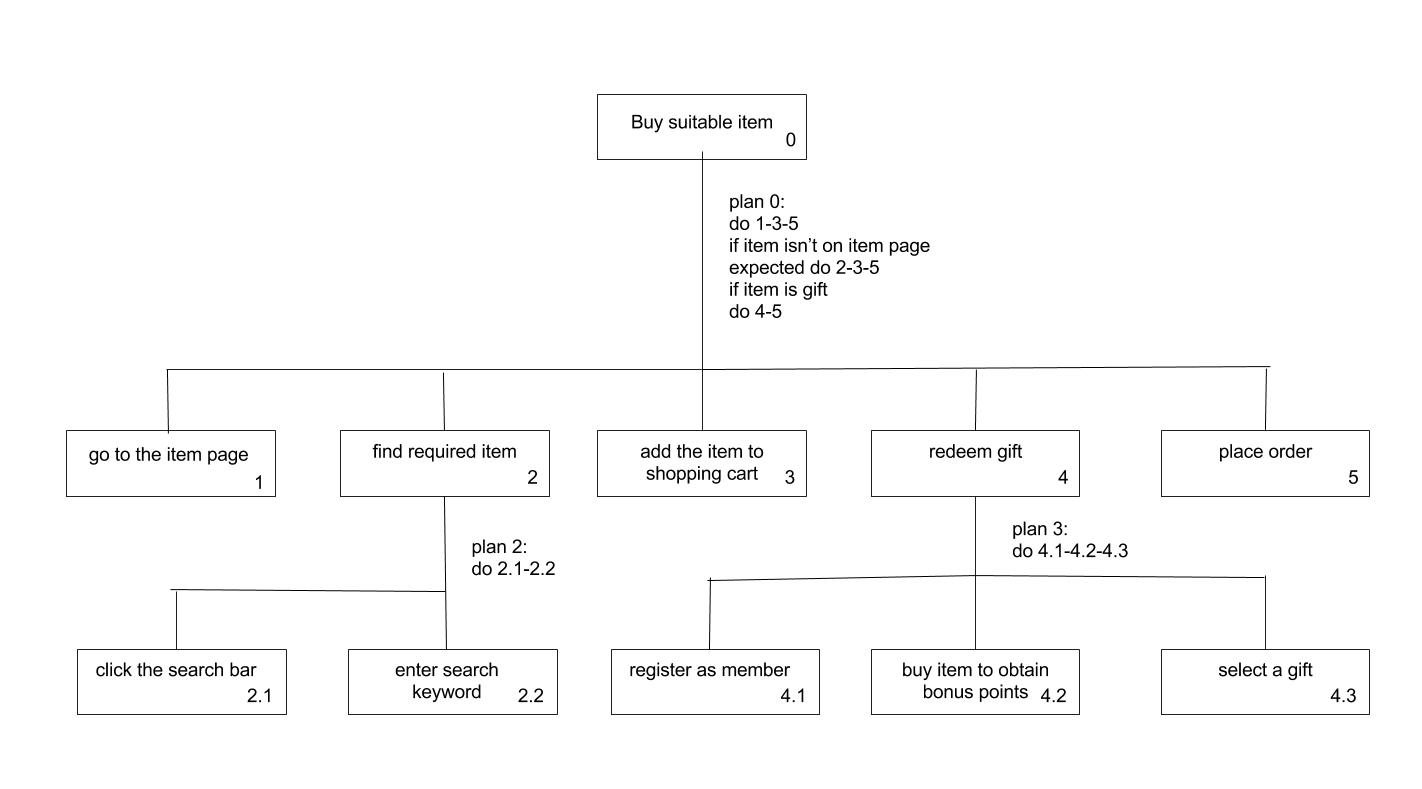 Buy suitable item
0
plan 0:
do 1-3-5
if item isn't on item page
expected do 2-3-5
if item is gift
do 4-5
go to the item page
1
find required item
2
add the item to
shopping cart 3
redeem gift
4
place order
5
plan 2:
do 2.1-2.2
plan 3:
do 4.1-4.2-4.3
click the search bar
2.1
enter search
keyword 2.2
register as member
4.1
buy item to obtain
bonus points 4.2
select a gift
4.3